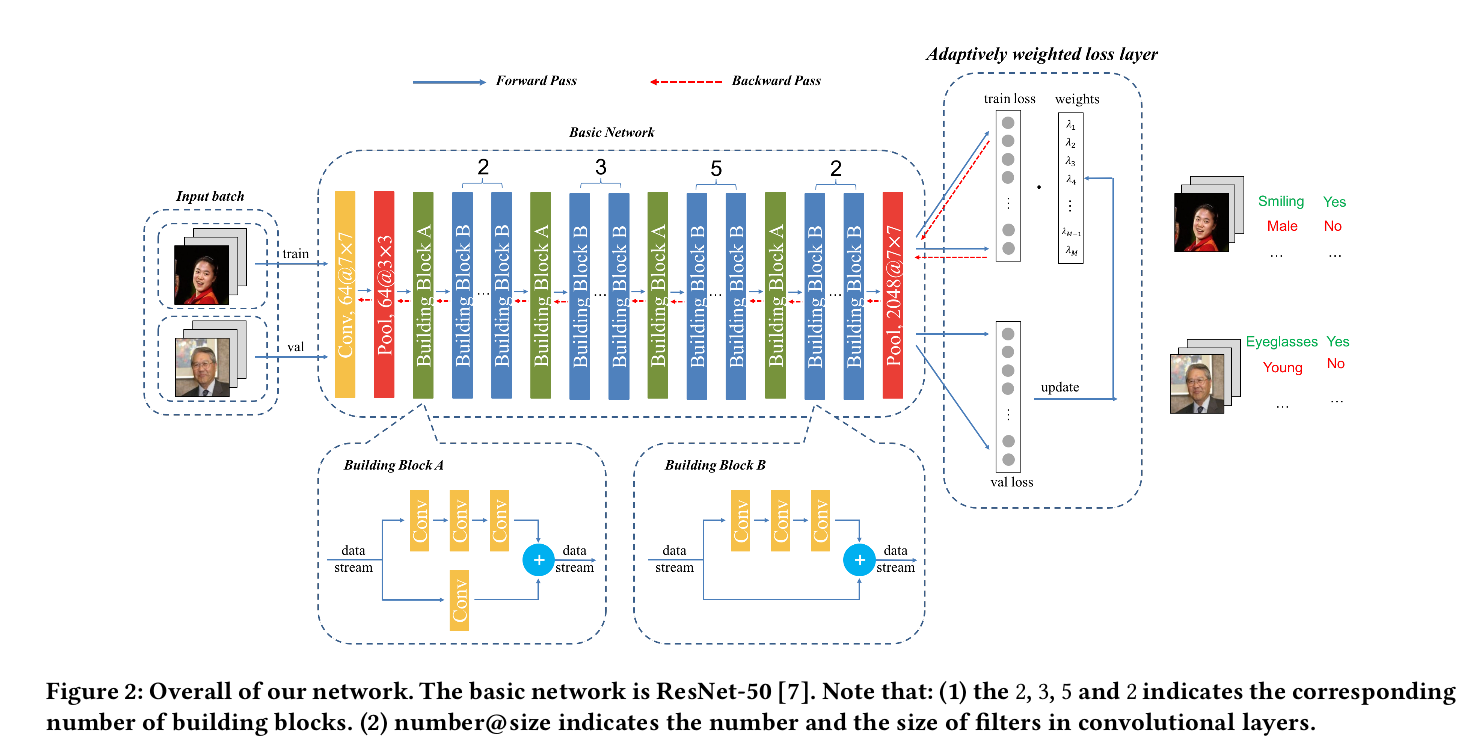 Adaptively weighted loss layer
Forward Pass
Backward Pass
train loss
weights
Basic Network
λ1
λ2
λ3
λ4
⋮
λM−1
λM
·
⋮
2
3
5
2
Input batch
train
val
Conv, 64@7×7
Pool, 64@3×3
Building Block A
Building Block B
...
Building Block B
Building Block A
Building Block B
...
Building Block B
Building Block A
Building Block B
...
Building Block B
Building Block A
Building Block B
...
Building Block B
Pool, 2048@7×7
Smiling Yes
Male No
... ...
Eyeglasses Yes
Young No
... ...
update
⋮
val loss
Building Block A
data
stream
Conv
Conv
Conv
Conv
+
data
stream
Building Block B
data
stream
Conv
Conv
Conv
+
data
stream
Figure 2: Overall of our network. The basic network is ResNet-50 [7]. Note that: (1) the 2, 3, 5 and 2 indicates the corresponding
number of building blocks. (2) number@size indicates the number and the size of filters in convolutional layers.